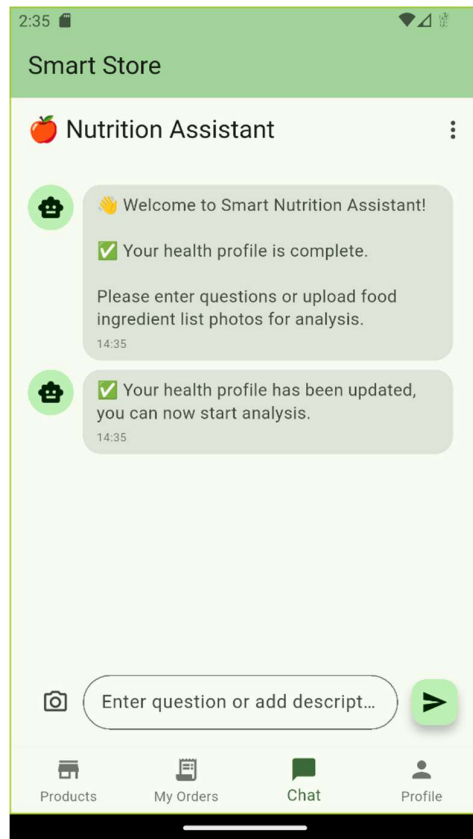 2:35
Smart Store
🍎 Nutrition Assistant
👋 Welcome to Smart Nutrition Assistant!
✅ Your health profile is complete.
Please enter questions or upload food
ingredient list photos for analysis.
14:35
✅ Your health profile has been updated,
you can now start analysis.
14:35
Enter question or add descript...
Products
My Orders
Chat
Profile